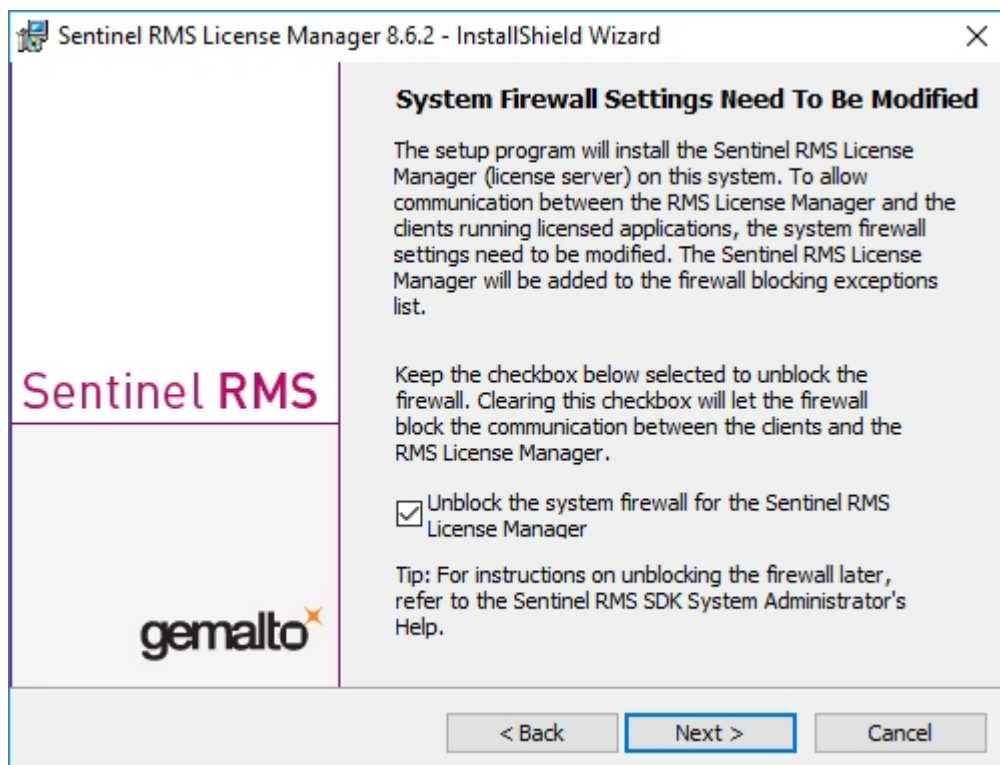 Sentinel RMS License Manager 8.6.2 - InstallShield Wizard
System Firewall Settings Need To Be Modified
The setup program will install the Sentinel RMS License
Manager (license server) on this system. To allow
communication between the RMS License Manager and the
clients running licensed applications, the system firewall
settings need to be modified. The Sentinel RMS License
Manager will be added to the firewall blocking exceptions
list.
Sentinel RMS
Keep the checkbox below selected to unblock the
firewall. Clearing this checkbox will let the firewall
block the communication between the clients and the
RMS License Manager.
Unblock the system firewall for the Sentinel RMS
License Manager
Tip: For instructions on unblocking the firewall later,
refer to the Sentinel RMS SDK System Administrator's
Help.
gemalto
< Back
Next >
Cancel